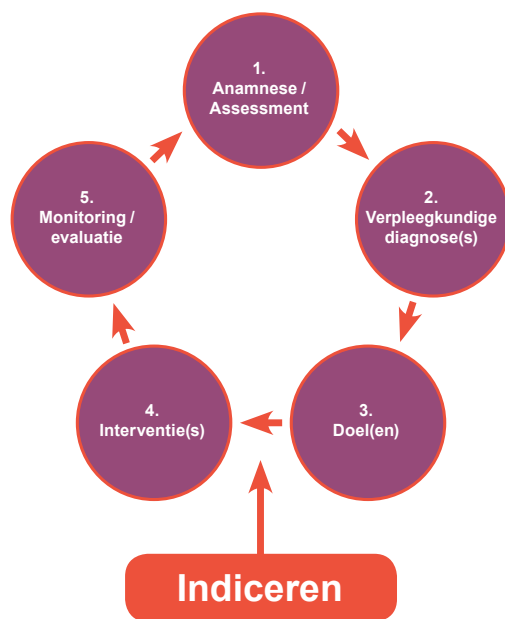 1.
Anamnese /
Assessment
2.
Verpleegkundige
diagnose(s)
3.
Doel(en)
4.
Interventie(s)
5.
Monitoring /
evaluatie
Indiceren